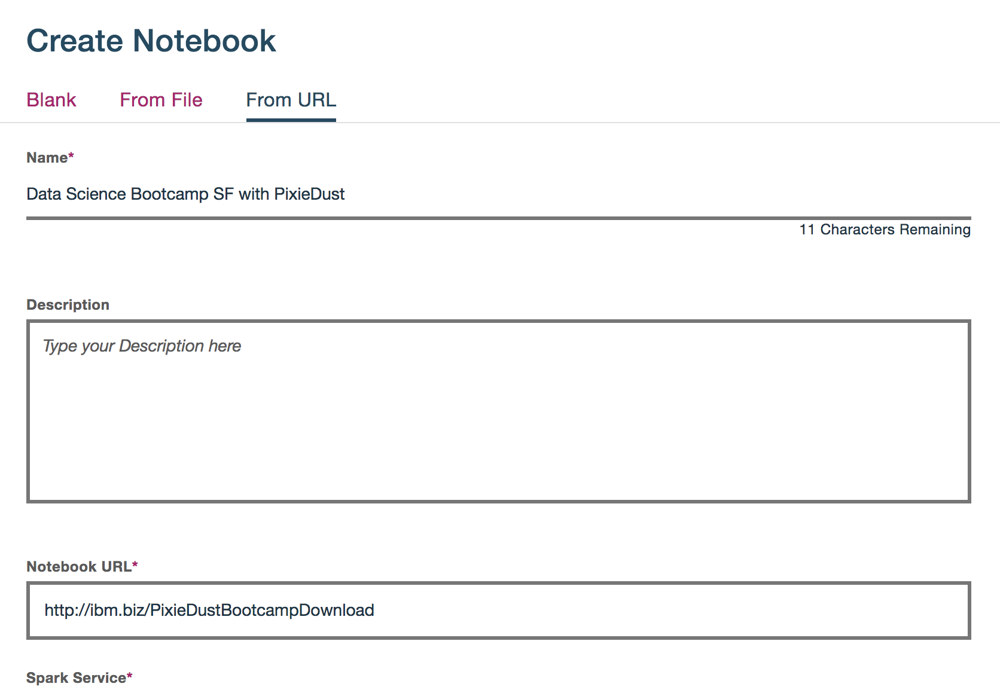 Create Notebook
Blank From File From URL
Name*
Data Science Bootcamp SF with PixieDust
11 Characters Remaining
Description
Type your Description here
Notebook URL*
http://ibm.biz/PixieDustBootcampDownload
Spark Service*